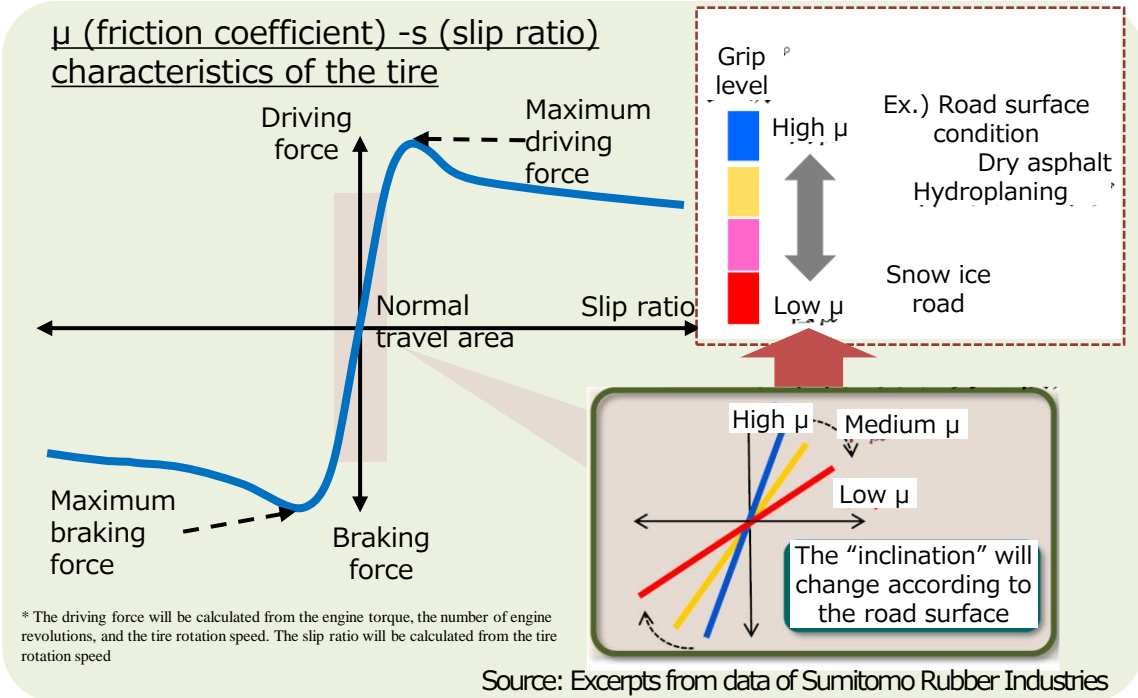 μ (friction coefficient) -s (slip ratio)
characteristics of the tire
Driving
force
Maximum
driving
force
Normal
travel area
Slip ratio
Maximum
braking
force
Braking
force
* The driving force will be calculated from the engine torque, the number of engine
revolutions, and the tire rotation speed. The slip ratio will be calculated from the tire
rotation speed
Grip
level
High μ
Low μ
Ex.) Road surface
condition
Dry asphalt
Hydroplaning
Snow ice
road
High μ
Medium μ
Low μ
The “inclination” will
change according to
the road surface
Source: Excerpts from data of Sumitomo Rubber Industries